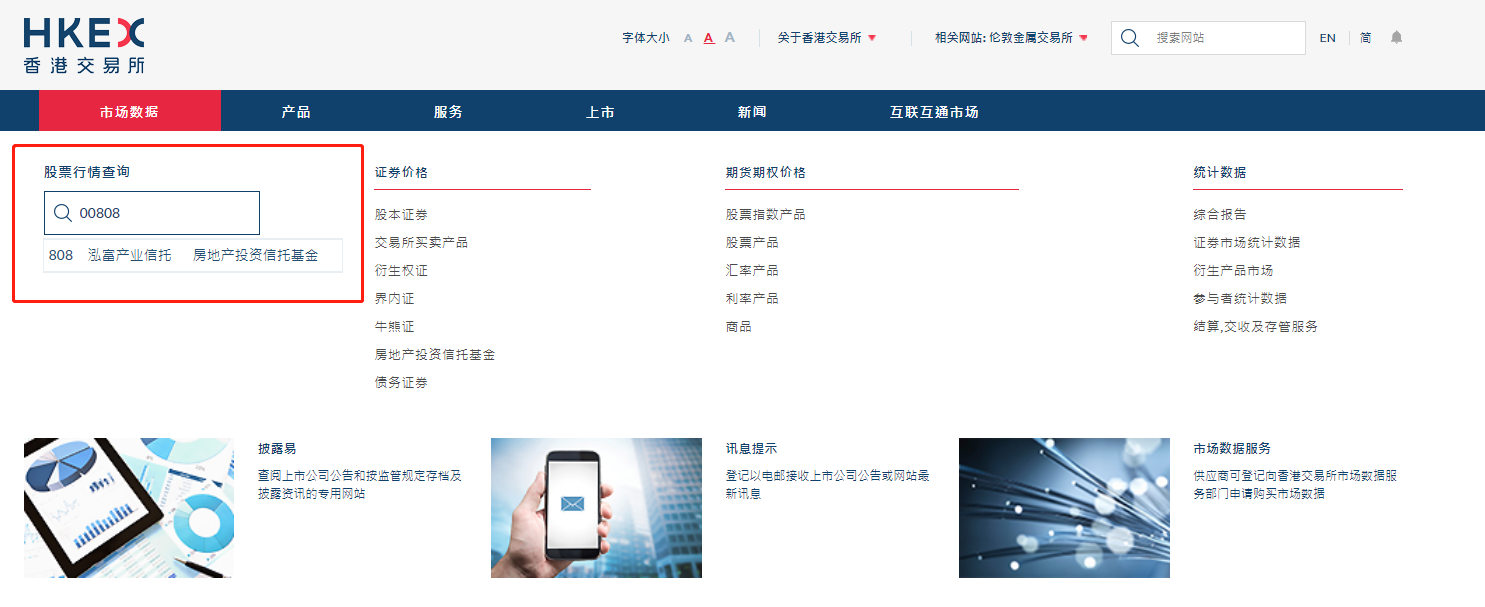 HKEX
香港交易所
字体大小 A A A 关于香港交易所 相关网站: 伦敦金属交易所 搜索网站 EN 简
市场数据 产品 服务 上市 新闻 互联互通市场
股票行情查询
00808
808 泓富产业信托 房地产投资信托基金
证券价格
股本证券
交易所买卖产品
衍生权证
界内证
牛熊证
房地产投资信托基金
债务证券
期货期权价格
股票指数产品
股票产品
汇率产品
利率产品
商品
统计数据
综合报告
证券市场统计数据
衍生产品市场
参与者统计数据
结算,交收及存管服务
披露易
查阅上市公司公告和按监管规定存档及
披露资讯的专用网站
讯息提示
登记以电邮接收上市公司公告或网站最
新讯息
市场数据服务
供应商可登记向香港交易所市场数据服
务部门申请购买市场数据